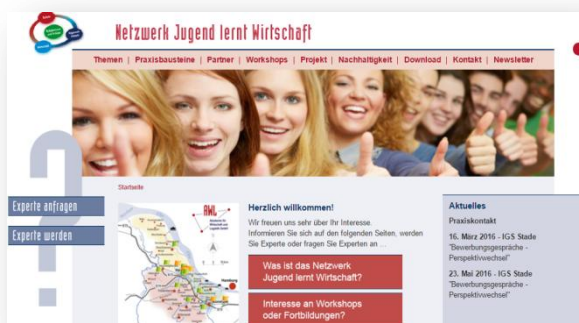 Netzwerk Jugend lernt Wirtschaft
Themen | Praxisbausteine | Partner | Workshops | Projekt | Nachhaltigkeit | Download | Kontakt | Newsletter
Startseite
Experte anfragen
Experte werden
AWL
Herzlich willkommen!
Wir freuen uns sehr über Ihr Interesse.
Informieren Sie sich auf den folgenden Seiten, werden
Sie Experte oder fragen Sie Experten an ...
Was ist das Netzwerk
Jugend lernt Wirtschaft?
Interesse an Workshops
oder Fortbildungen?
Aktuelles
Praxiskontakt
16. März 2016 - IGS Stade
"Bewerbungsgespräche -
Perspektivwechsel"
23. Mai 2016 - IGS Stade
"Bewerbungsgespräche -
Perspektivwechsel"